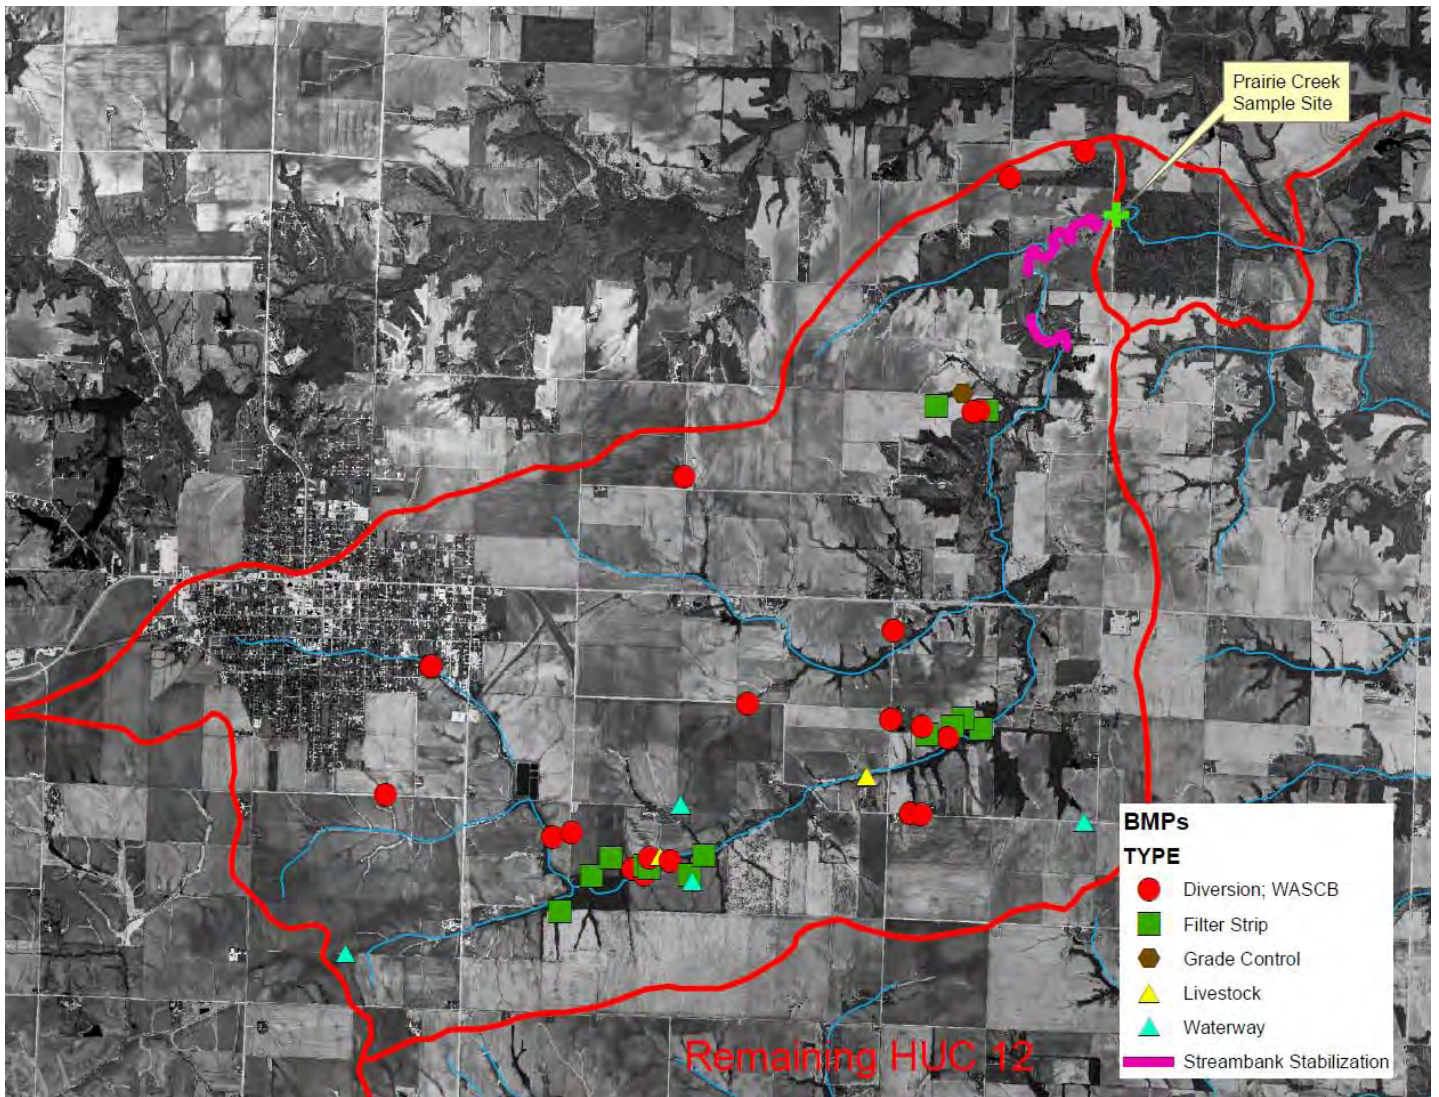 Prairie Creek
Sample Site
BMPs
TYPE
Diversion; WASCB
Filter Strip
Grade Control
Livestock
Waterway
Streambank Stabilization
Remaining HUC 12